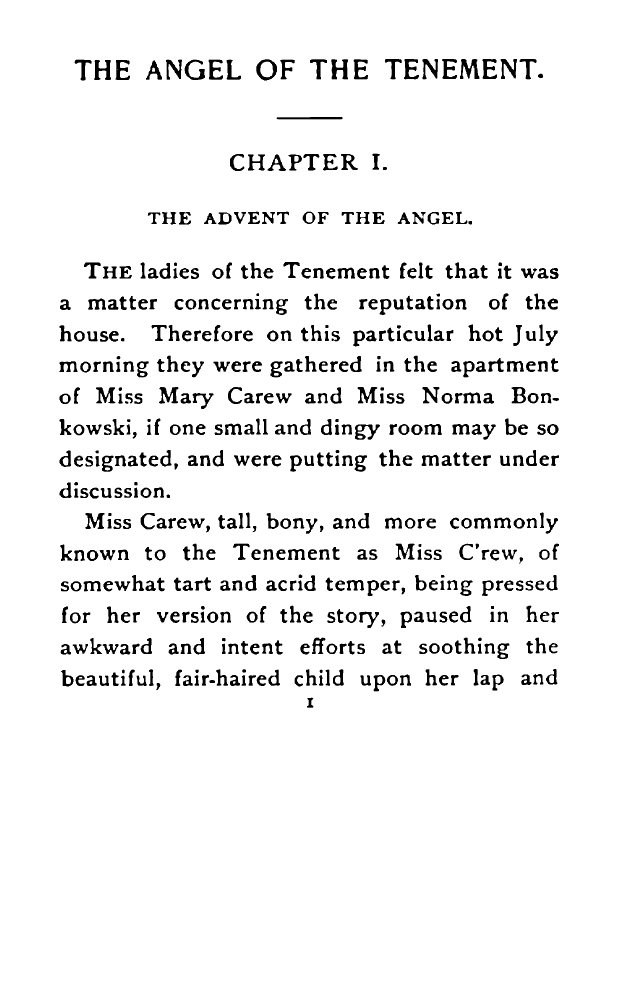 THE ANGEL OF THE TENEMENT.
CHAPTER I.
THE ADVENT OF THE ANGEL.
THE ladies of the Tenement felt that it was
a matter concerning the reputation of the
house. Therefore on this particular hot July
morning they were gathered in the apartment
of Miss Mary Carew and Miss Norma Bon-
kowski, if one small and dingy room may be so
designated, and were putting the matter under
discussion.
Miss Carew, tall, bony, and more commonly
known to the Tenement as Miss C'rew, of
somewhat tart and acrid temper, being pressed
for her version of the story, paused in her
awkward and intent efforts at soothing the
beautiful, fair-haired child upon her lap and
1